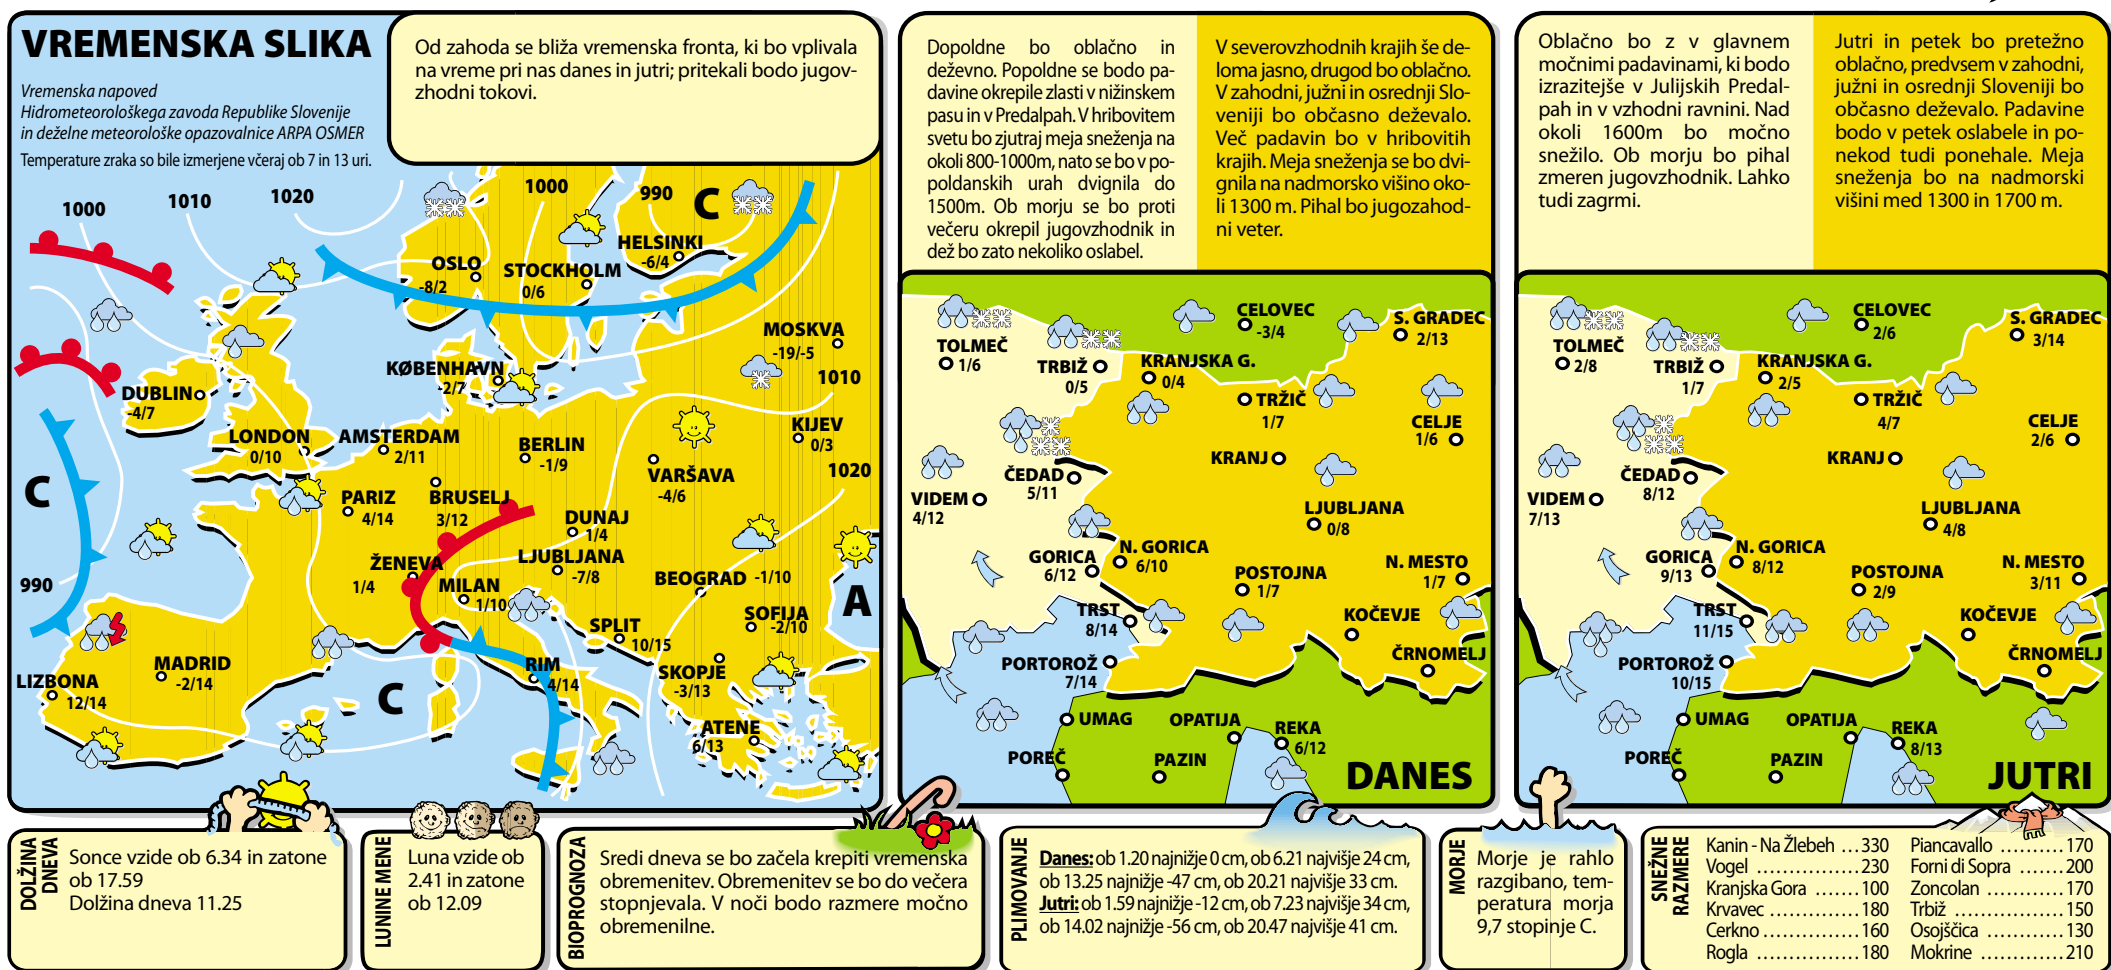 VREMENSKA SLIKA
Vremenska napoved
Hidrometeorološkega zavoda Republike Slovenije
in deželne meteorološke opazovalnice ARPA OSMER
Temperature zraka so bile izmerjene včeraj ob 7 in 13 uri.
Od zahoda se bliža vremenska fronta, ki bo vplivala
na vreme pri nas danes in jutri; pritekali bodo jugov-
zhodni tokovi.
1000
1010
1020
1000
990
C
HELSINKI
-6/4
OSLO
-8/2
STOCKHOLM
0/6
MOSKVA
-19/-5
1010
KØBENHAVN
-2/7
DUBLIN
-4/7
LONDON
0/10
AMSTERDAM
2/11
BERLIN
-1/9
KIJEV
0/3
1020
VARŠAVA
-4/6
C
PARIZ
4/14
BRUSELJ
3/12
DUNAJ
1/4
LJUBLJANA
-7/8
ŽENEVA
1/4
MILAN
1/10
BEOGRAD -1/10
990
A
SOFIJA
-2/10
SPLIT
10/15
MADRID
-2/14
RIM
4/14
SKOPJE
-3/13
LIZBONA
12/14
C
ATENE
6/13
Dopoldne bo oblačno in
deževno. Popoldne se bodo pa-
davine okrepile zlasti v nižinskem
pasu in v Predalpah. V hribovitem
svetu bo zjutraj meja sneženja na
okoli 800-1000m, nato se bo v po-
poldanskih urah dvignila do
1500m. Ob morju se bo proti
večeru okrepil jugovzhodnik in
dež bo zato nekoliko oslabel.
V severovzhodnih krajih še de-
loma jasno, drugod bo oblačno.
V zahodni, južni in osrednji Slo-
veniji bo občasno deževalo.
Več padavin bo v hribovitih
krajih. Meja sneženja se bo dvi-
gnila na nadmorsko višino oko-
li 1300 m. Pihal bo jugozahod-
ni veter.
CELOVEC
-3/4
S. GRADEC
2/13
TOLMEČ
1/6
TRBIŽ
0/5
KRANJSKA G.
0/4
TRŽIČ
1/7
CELJE
1/6
KRANJ
ČEDAD
5/11
VIDEM
4/12
LJUBLJANA
0/8
GORICA
6/12
N. GORICA
6/10
POSTOJNA
1/7
N. MESTO
1/7
TRST
8/14
KOČEVJE
PORTOROŽ
7/14
ČRNOMELJ
UMAG
OPATIJA
REKA
6/12
POREČ
PAZIN
DANES
Oblačno bo z v glavnem
močnimi padavinami, ki bodo
izrazitejše v Julijskih Predal-
pah in v vzhodni ravnini. Nad
okoli 1600m bo močno
snežilo. Ob morju bo pihal
zmeren jugovzhodnik. Lahko
tudi zagrmi.
Jutri in petek bo pretežno
oblačno, predvsem v zahodni,
južni in osrednji Sloveniji bo
občasno deževalo. Padavine
bodo v petek oslabele in po-
nekod tudi ponehale. Meja
sneženja bo na nadmorski
višini med 1300 in 1700 m.
CELOVEC
2/6
S. GRADEC
3/14
TOLMEČ
2/8
TRBIŽ
1/7
KRANJSKA G.
2/5
TRŽIČ
4/7
CELJE
2/6
KRANJ
ČEDAD
8/12
VIDEM
7/13
LJUBLJANA
4/8
GORICA
9/13
N. GORICA
8/12
POSTOJNA
2/9
N. MESTO
3/11
TRST
11/15
KOČEVJE
PORTOROŽ
10/15
ČRNOMELJ
UMAG
OPATIJA
REKA
8/13
POREČ
PAZIN
JUTRI
DOLŽINA
DNEVA
Sonce vzide ob 6.34 in zatone
ob 17.59
Dolžina dneva 11.25
LUNINE MENE
Luna vzide ob
2.41 in zatone
ob 12.09
BIOPROGNOZA
Sredi dneva se bo začela krepiti vremenska
obremenitev. Obremenitev se bo do večera
stopnjevala. V noči bodo razmere močno
obremenilne.
PLIMOVANJE
Danes: ob 1.20 najnižje 0 cm, ob 6.21 najvišje 24 cm,
ob 13.25 najnižje -47 cm, ob 20.21 najvišje 33 cm.
Jutri: ob 1.59 najnižje -12 cm, ob 7.23 najvišje 34 cm,
ob 14.02 najnižje -56 cm, ob 20.47 najvišje 41 cm.
MORJE
Morje je rahlo
razgibano, tem-
peratura morja
9,7 stopinje C.
SNEŽNE
RAZMERE
Kanin - Na Žlebeh ...330
Vogel .....................230
Kranjska Gora .......100
Krvavec ................180
Cerkno .................160
Rogla ..................180
Piancavallo ..........170
Forni di Sopra .......200
Zoncolan .............170
Trbiž ....................150
Osojščica .............130
Mokrine ..............210